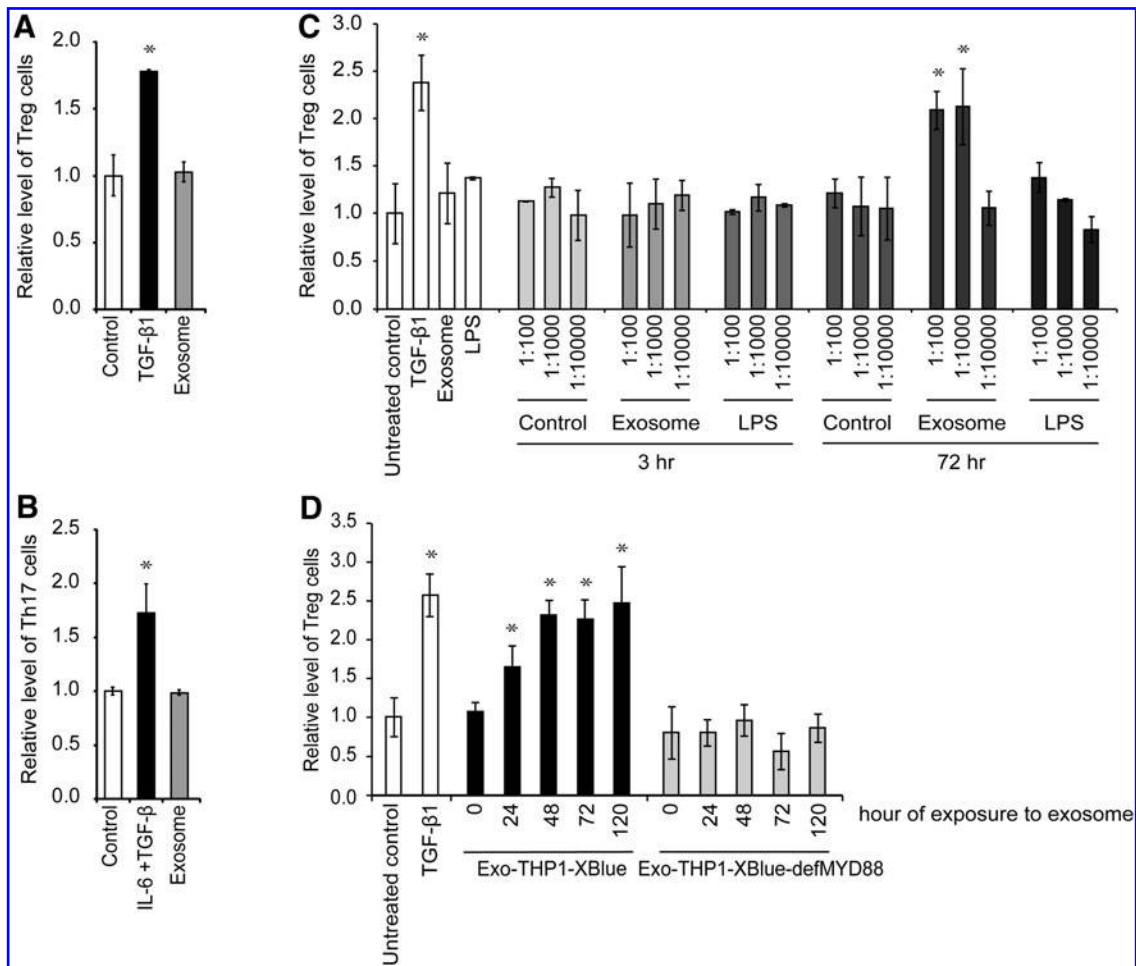 A
Relative level of Treg cells
2.0
1.5
1.0
0.5
0.0
*
Control
TGF-β1
Exosome
C
Relative level of Treg cells
3.0
2.5
2.0
1.5
1.0
0.5
0.0
*
* *
Untreated control
TGF-β1
Exosome
LPS
1:100
1:1000
1:10000
1:100
1:1000
1:10000
1:100
1:1000
1:10000
1:100
1:1000
1:10000
1:100
1:1000
1:10000
1:100
1:1000
1:10000
Control Exosome LPS Control Exosome LPS
3 hr 72 hr
B
Relative level of Th17 cells
2.5
2.0
1.5
1.0
0.5
0.0
*
Control
IL-6 +TGF-β
Exosome
D
Relative level of Treg cells
3.5
3.0
2.5
2.0
1.5
1.0
0.5
0.0
*
* * * *
Untreated control
TGF-β1
0 24 48 72 120 0 24 48 72 120 hour of exposure to exosome
Exo-THP1-XBlue Exo-THP1-XBlue-defMYD88